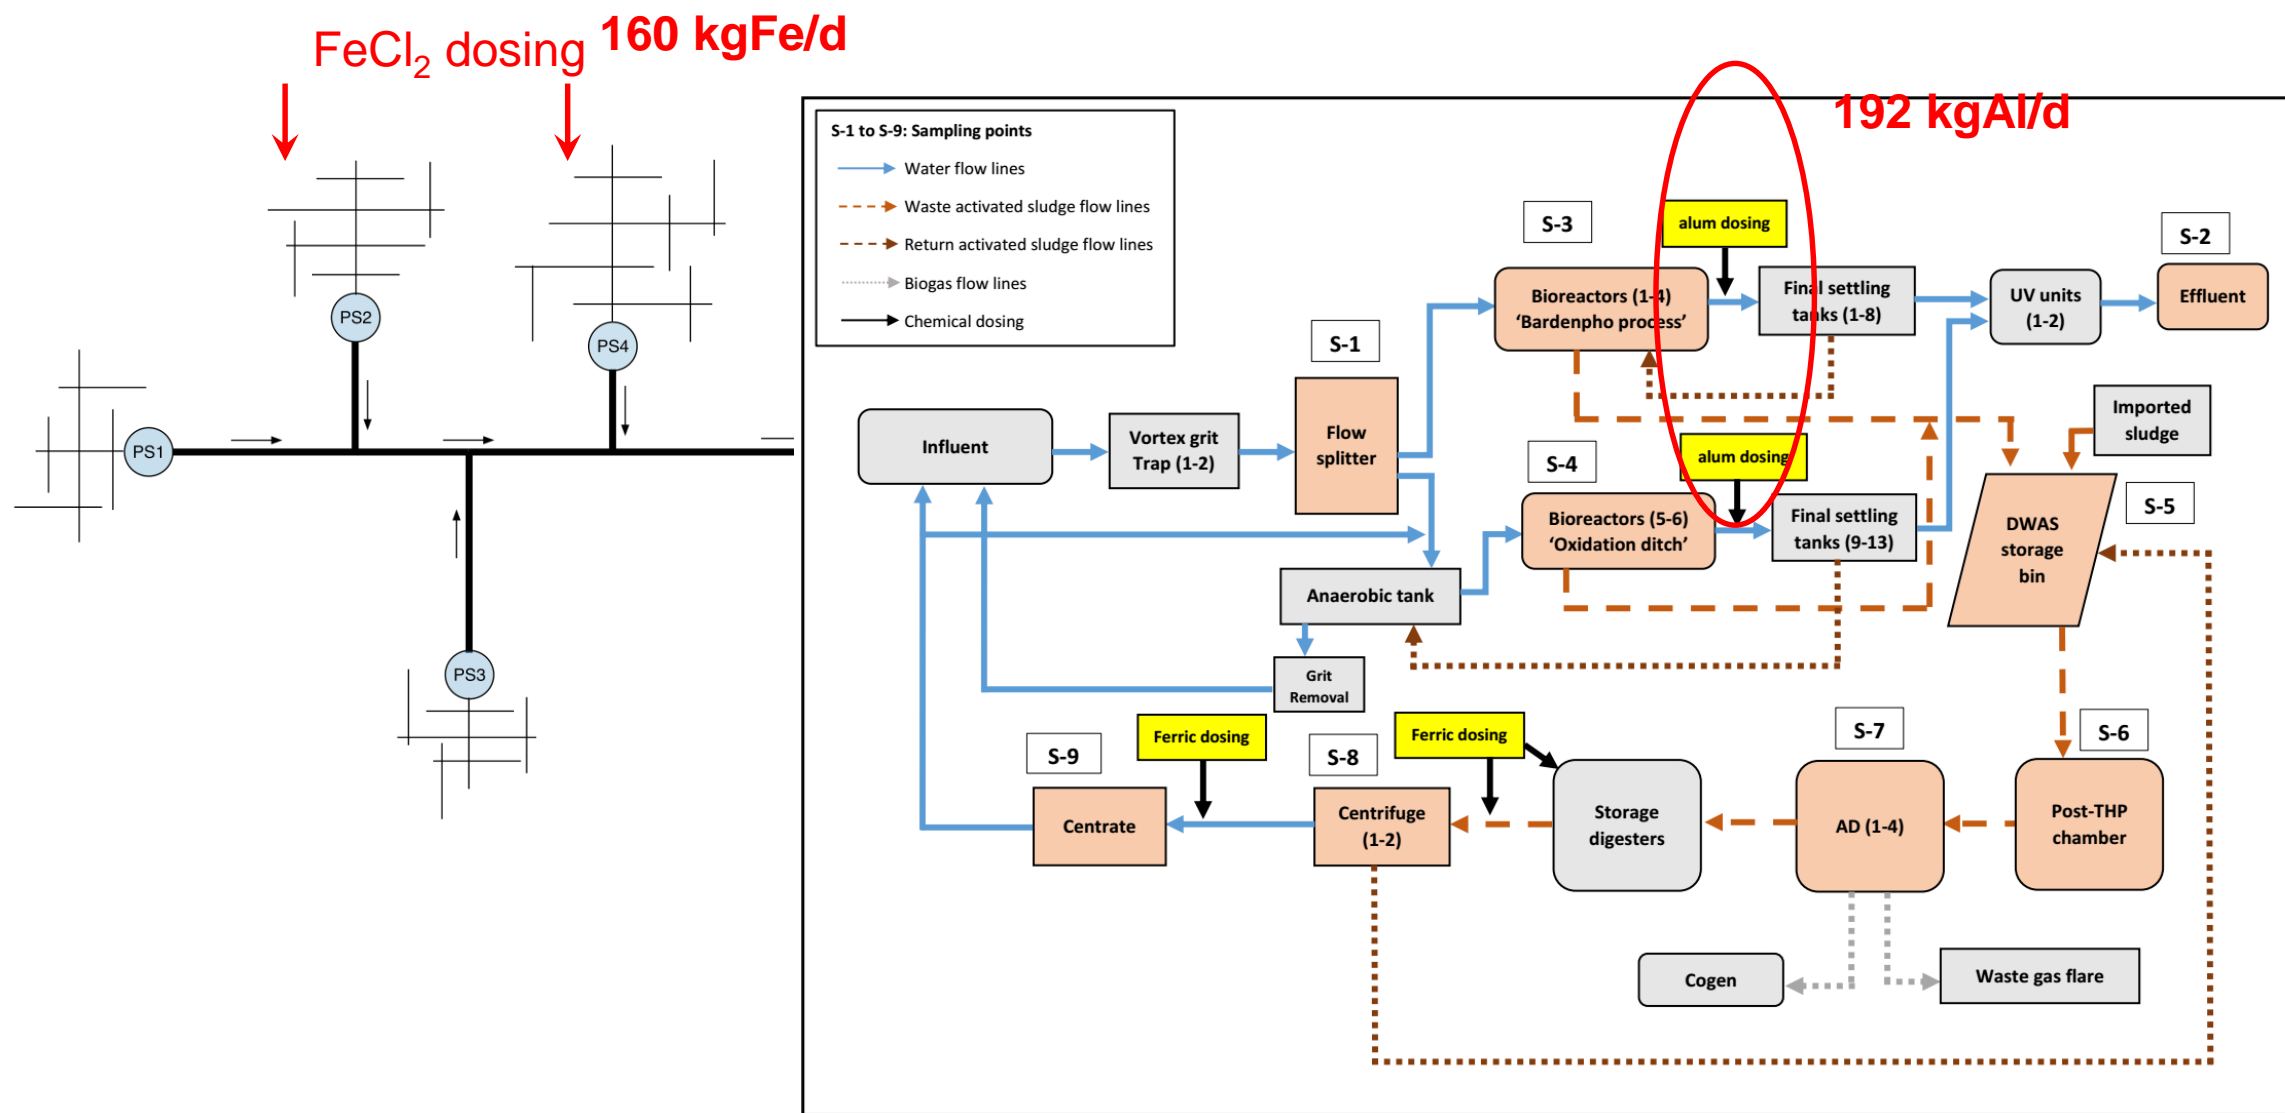 FeCl₂ dosing 160 kgFe/d
192 kgAl/d
PS1
PS2
PS3
PS4
S-1 to S-9: Sampling points
Water flow lines
Waste activated sludge flow lines
Return activated sludge flow lines
Biogas flow lines
Chemical dosing
S-3
alum dosing
S-2
Bioreactors (1-4)
‘Bardenpho process’
Final settling
tanks (1-8)
UV units
(1-2)
Effluent
S-1
Influent
Vortex grit
Trap (1-2)
Flow
splitter
Imported
sludge
S-4
alum dosing
S-5
Bioreactors (5-6)
‘Oxidation ditch’
Final settling
tanks (9-13)
DWAS
storage
bin
Anaerobic tank
Grit
Removal
S-9
Ferric dosing
S-8
Ferric dosing
S-7
S-6
Centrate
Centrifuge
(1-2)
Storage
digesters
AD (1-4)
Post-THP
chamber
Cogen
Waste gas flare